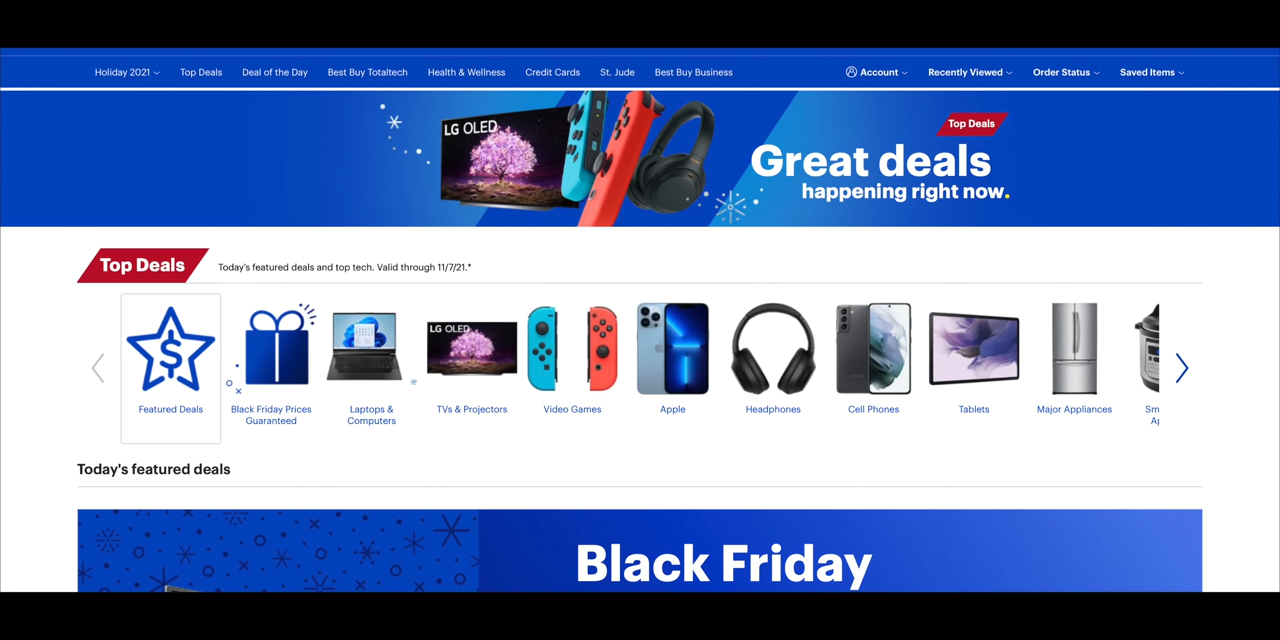 Holiday 2021 Top Deals Deal of the Day Best Buy Totaltech Health & Wellness Credit Cards St. Jude Best Buy Business Account Recently Viewed Order Status Saved Items
LG OLED
Top Deals
Great deals
happening right now.
Top Deals
Today's featured deals and top tech. Valid through 11/7/21.*
LG OLED
Featured Deals
Black Friday Prices
Guaranteed
Laptops &
Computers
TVs & Projectors
Video Games
Apple
Headphones
Cell Phones
Tablets
Major Appliances
Sm
Ap
Today's featured deals
Black Friday